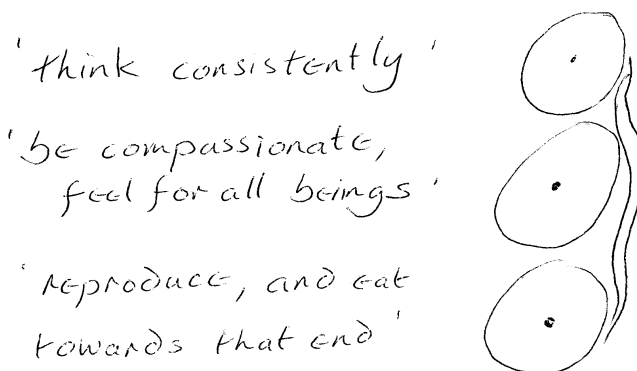 'think consistently'
'be compassionate,
feel for all beings'
'reproduce, and eat
towards that end'